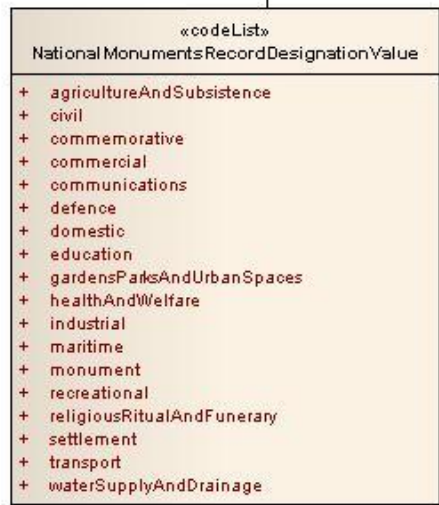 «codeList»
NationalMonumentsRecordDesignationValue
+ agricultureAndSubsistence
+ civil
+ commemorative
+ commercial
+ communications
+ defence
+ domestic
+ education
+ gardensParksAndUrbanSpaces
+ healthAndWelfare
+ industrial
+ maritime
+ monument
+ recreational
+ religiousRitualAndFunerary
+ settlement
+ transport
+ waterSupplyAndDrainage